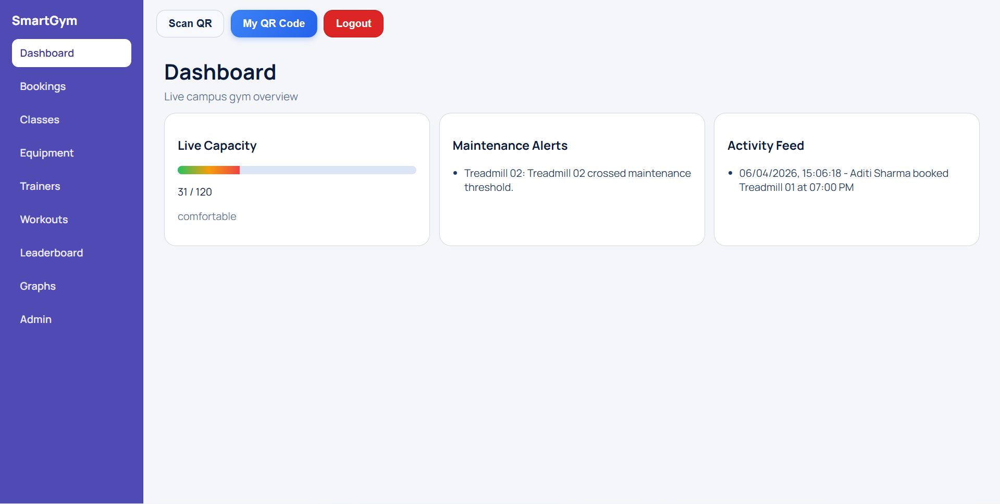 SmartGym
Dashboard
Bookings
Classes
Equipment
Trainers
Workouts
Leaderboard
Graphs
Admin
Scan QR
My QR Code
Logout
Dashboard
Live campus gym overview
Live Capacity
31 / 120
comfortable
Maintenance Alerts
Treadmill 02: Treadmill 02 crossed maintenance
threshold.
Activity Feed
06/04/2026, 15:06:18 - Aditi Sharma booked
Treadmill 01 at 07:00 PM